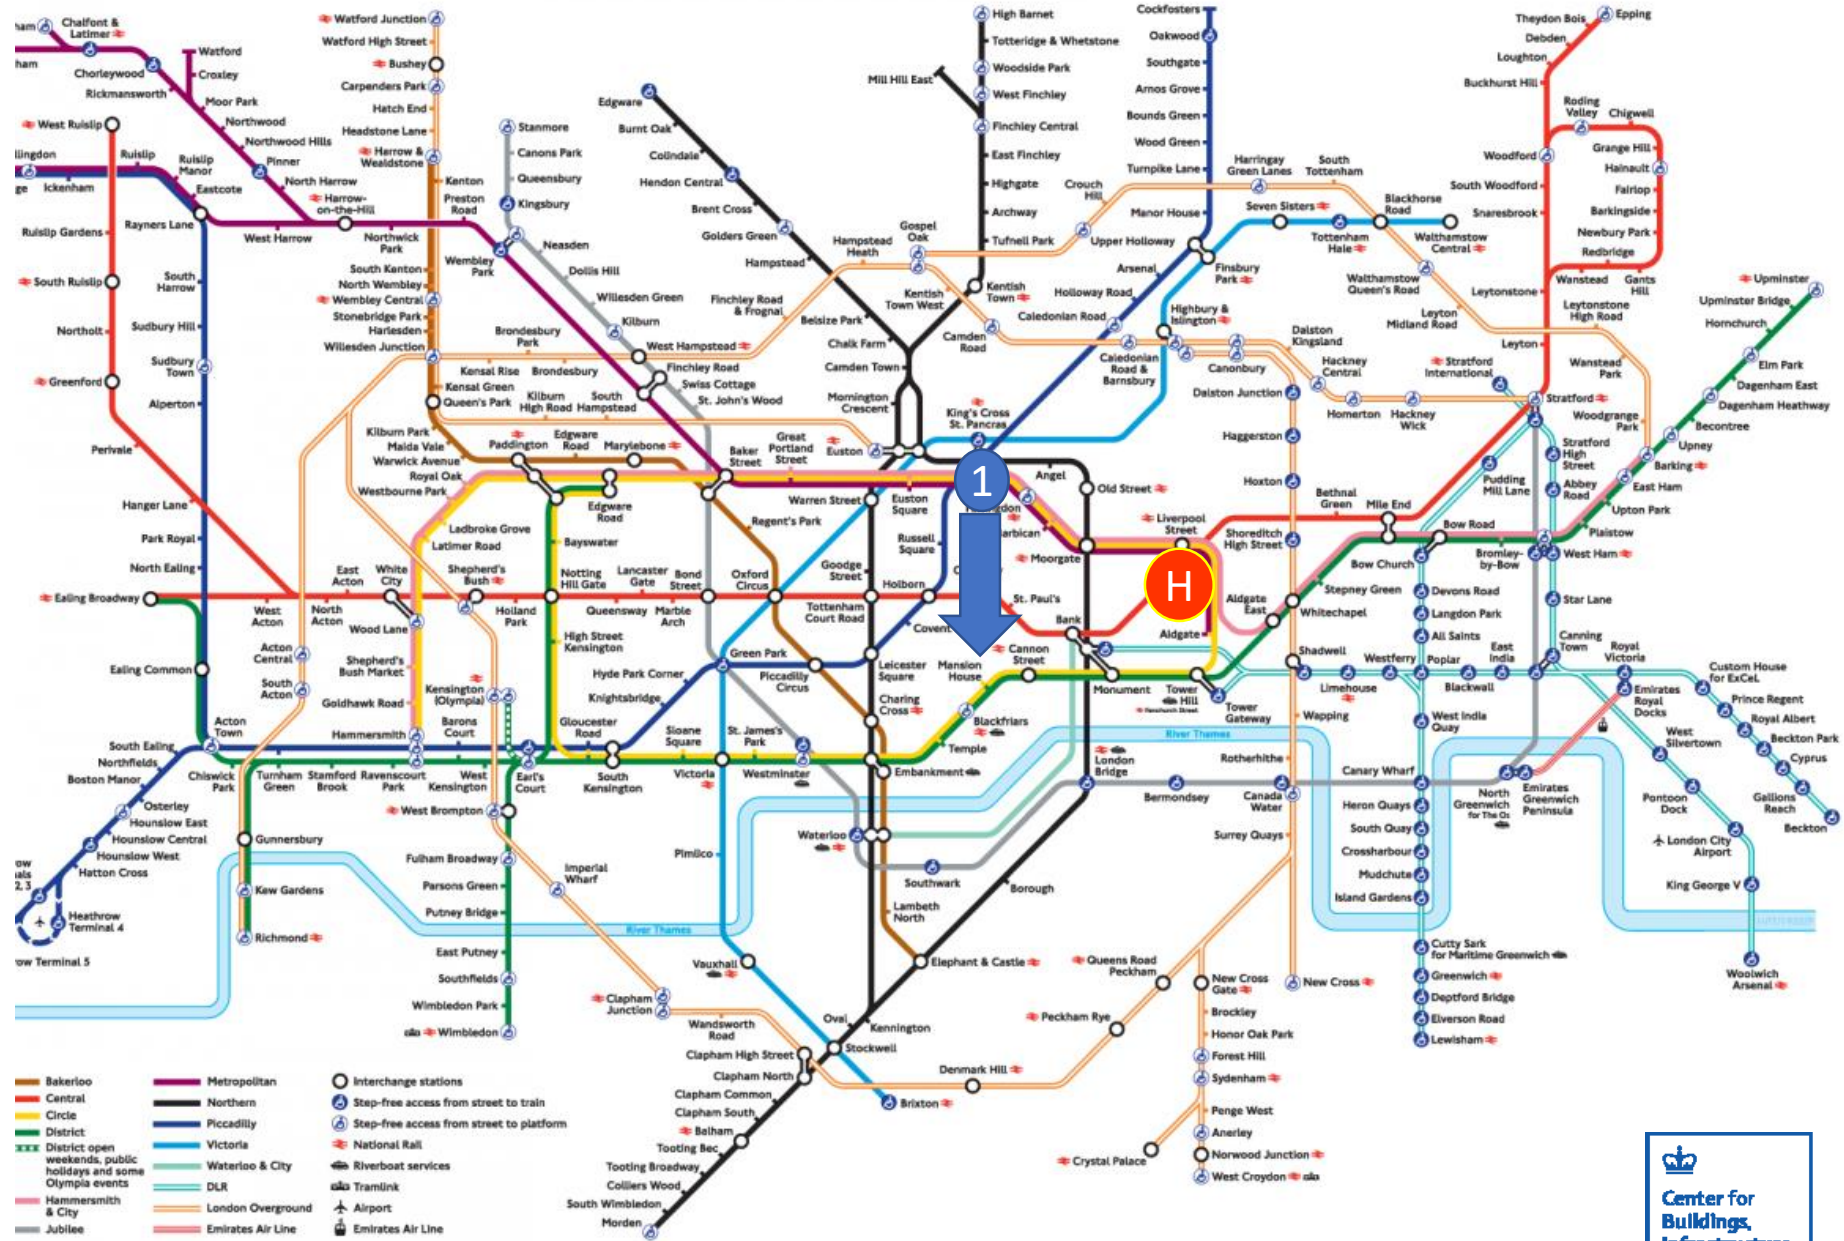 Chalfont &
Latimer
Chorleywood
Rickmansworth
Watford
Croxley
Moor Park
Northwood
Northwood Hills
Pinner
North Harrow
Harrow-
on-the-Hill
Northwick
Park
Preston
Road
West Ruislip
Ruislip
Ruislip
Manor
Eastcote
Ickenham
Rayners Lane
West Harrow
Ruislip Gardens
South Ruislip
Northolt
Greenford
Perivale
Hanger Lane
South
Harrow
Sudbury Hill
Sudbury
Town
Alperton
Park Royal
North Ealing
Ealing Broadway
Ealing Common
West
Acton
North
Acton
East
Acton
White
City
Watford Junction
Watford High Street
Bushey
Carpenders Park
Hatch End
Headstone Lane
Harrow &
Wealdstone
Kenton
South Kenton
North Wembley
Wembley Central
Stonebridge Park
Harlesden
Willesden Junction
Kensal Green
Queen's Park
Kilburn Park
Maida Vale
Warwick Avenue
Royal Oak
Westbourne Park
Ladbroke Grove
Latimer Road
Stanmore
Canons Park
Queensbury
Kingsbury
Wembley
Park
Neasden
Dollis Hill
Willesden Green
Kilburn
West Hampstead
Finchley Road
Swiss Cottage
St. John's Wood
Brondesbury
Park
Kensal Rise
Brondesbury
Kilburn
High Road
South
Hampstead
Finchley Road
& Frognal
Hampstead
Heath
Gospel
Oak
Edgware
Burnt Oak
Colindale
Hendon Central
Brent Cross
Golders Green
Hampstead
Belsize Park
Chalk Farm
Camden Town
Mornington
Crescent
Euston
High Barnet
Totteridge & Whetstone
Woodside Park
West Finchley
Mill Hill East
Finchley Central
East Finchley
Highgate
Archway
Tufnell Park
Kentish
Town
Kentish
Town West
Camden
Road
Caledonian
Road &
Barnsbury
Cockfosters
Oakwood
Southgate
Arnos Grove
Bounds Green
Wood Green
Turnpike Lane
Manor House
Finsbury
Park
Arsenal
Holloway Road
Caledonian Road
King's Cross
St. Pancras
Crouch
Hill
Upper Holloway
Harringay
Green Lanes
South
Tottenham
Seven Sisters
Tottenham
Hale
Blackhorse
Road
Walthamstow
Central
Walthamstow
Queen's Road
Leyton
Midland Road
Leytonstone
High Road
Wanstead
Park
Woodgrange
Park
Highbury &
Islington
Canonbury
Dalston
Kingsland
Dalston Junction
Hackney
Central
Homerton
Hackney
Wick
Haggerston
Hoxton
Shoreditch
High Street
Epping
Theydon Bois
Debden
Loughton
Buckhurst Hill
Roding
Valley
Chigwell
Grange Hill
Hainault
Fairlop
Barkingside
Newbury Park
Redbridge
Gants
Hill
Wanstead
Woodford
South Woodford
Snaresbrook
Leytonstone
Leyton
Stratford
Stratford
International
Stratford
High
Street
Abbey
Road
Pudding
Mill Lane
Upminster
Upminster Bridge
Hornchurch
Elm Park
Dagenham East
Dagenham Heathway
Becontree
Upney
Barking
East Ham
Upton Park
Plaistow
West Ham
Bromley-
by-Bow
Bow Road
Mile End
Bethnal
Green
Stepney Green
Whitechapel
Aldgate
East
Aldgate
Liverpool
Street
Moorgate
Old Street
Angel
1
H
Paddington
Edgware
Road
Marylebone
Baker
Street
Great
Portland
Street
Edgware
Road
Regent's Park
Warren Street
Euston
Square
Russell
Square
Goodge
Street
Bayswater
Notting
Hill Gate
Lancaster
Gate
Queensway
Marble
Arch
Bond
Street
Oxford
Circus
Tottenham
Court Road
Holborn
St. Paul's
Bank
Cannon
Street
Mansion
House
Monument
Tower
Hill
Fenchurch Street
Tower
Gateway
Shepherd's
Bush
Holland
Park
Wood Lane
Shepherd's
Bush Market
Goldhawk Road
Hammersmith
Acton
Central
South
Acton
Acton
Town
South Ealing
Northfields
Boston Manor
Osterley
Hounslow East
Hounslow Central
Hounslow West
Hatton Cross
Heathrow
Terminal 4
Chiswick
Park
Turnham
Green
Stamford
Brook
Ravenscourt
Park
Barons
Court
West
Kensington
Kensington
(Olympia)
High Street
Kensington
Earl's
Court
Gloucester
Road
South
Kensington
Sloane
Square
Victoria
St. James's
Park
Westminster
Embankment
Temple
Blackfriars
Knightsbridge
Hyde Park Corner
Green Park
Piccadilly
Circus
Leicester
Square
Covent
Charing
Cross
Gunnersbury
Kew Gardens
Richmond
West Brompton
Fulham Broadway
Parsons Green
Putney Bridge
East Putney
Southfields
Wimbledon Park
Wimbledon
Imperial
Wharf
Clapham
Junction
Wandsworth
Road
Pimlico
Vauxhall
Waterloo
Southwark
Lambeth
North
Elephant & Castle
Borough
London
Bridge
Bermondsey
Canada
Water
Kennington
Oval
Stockwell
Brixton
Clapham High Street
Clapham North
Clapham Common
Clapham South
Balham
Tooting Bec
Tooting Broadway
Colliers Wood
South Wimbledon
Morden
Denmark Hill
Peckham Rye
Queens Road
Peckham
New Cross
Gate
New Cross
Brockley
Honor Oak Park
Forest Hill
Sydenham
Penge West
Anerley
Norwood Junction
West Croydon
Crystal Palace
Shadwell
Wapping
Rotherhithe
Surrey Quays
Limehouse
Westferry
Poplar
Blackwall
East
India
Canning
Town
Star Lane
Bow Church
Devons Road
Langdon Park
All Saints
West India
Quay
Canary Wharf
Heron Quays
South Quay
Crossharbour
Mudchute
Island Gardens
Cutty Sark
for Maritime Greenwich
Greenwich
Deptford Bridge
Elverson Road
Lewisham
North
Greenwich
for The O2
Emirates
Greenwich
Peninsula
Emirates
Royal
Docks
Royal
Victoria
Custom House
for ExCeL
Prince Regent
Royal Albert
Beckton Park
Cyprus
Gallions
Reach
Beckton
West
Silvertown
Pontoon
Dock
London City
Airport
King George V
Woolwich
Arsenal
River Thames
River Thames
Bakerloo
Central
Circle
District
District open
weekends, public
holidays and some
Olympia events
Hammersmith
& City
Jubilee
Metropolitan
Northern
Piccadilly
Victoria
Waterloo & City
DLR
London Overground
Emirates Air Line
Interchange stations
Step-free access from street to train
Step-free access from street to platform
National Rail
Riverboat services
Tramlink
Airport
Emirates Air Line
Center for
Buildings,